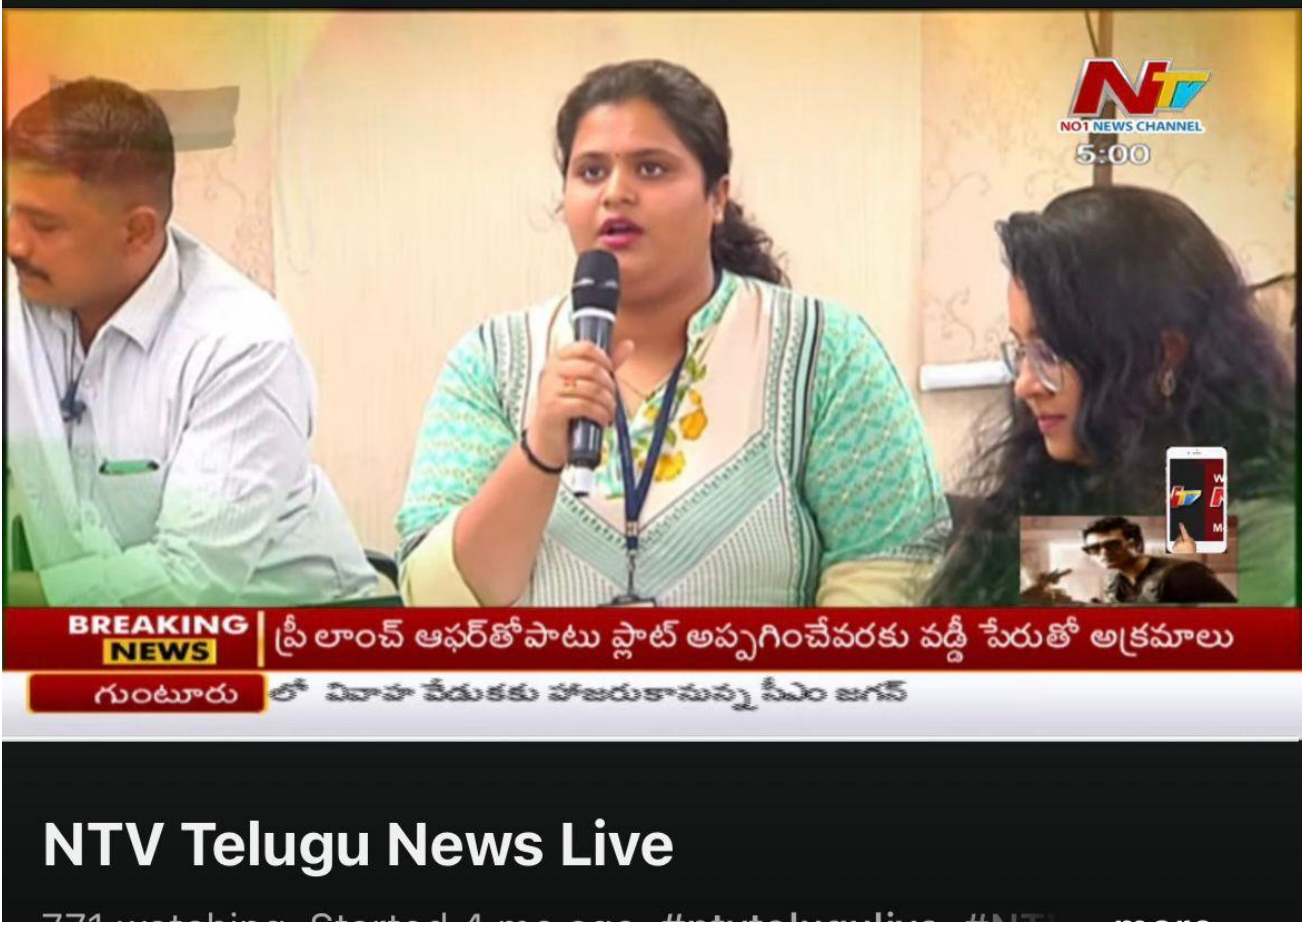 NTV
NO1 NEWS CHANNEL
5:00
BREAKING
NEWS
ప్రీ లాంచ్ ఆఫర్‌తోపాటు ప్లాట్ అప్పగించేవరకు వడ్డీ పేరుతో అక్రమాలు
గుంటూరు
లో వివాహ వేడుకకు హాజరుకానున్న సీఎం జగన్
NTV Telugu News Live